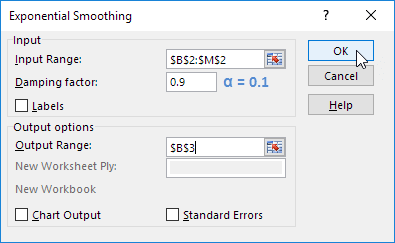 Exponential Smoothing
?
Input
Input Range:
$B$2:$M$2
Damping factor:
0.9
α = 0.1
Labels
OK
Cancel
Help
Output options
Output Range:
$B$3
New Worksheet Ply:
New Workbook
Chart Output
Standard Errors